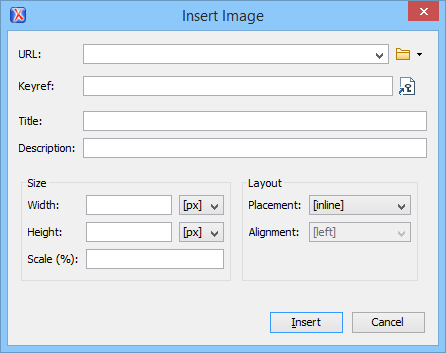 Insert Image
URL:
Keyref:
Title:
Description:
Size
Width: [px]
Height: [px]
Scale (%):
Layout
Placement: [inline]
Alignment: [left]
Insert Cancel